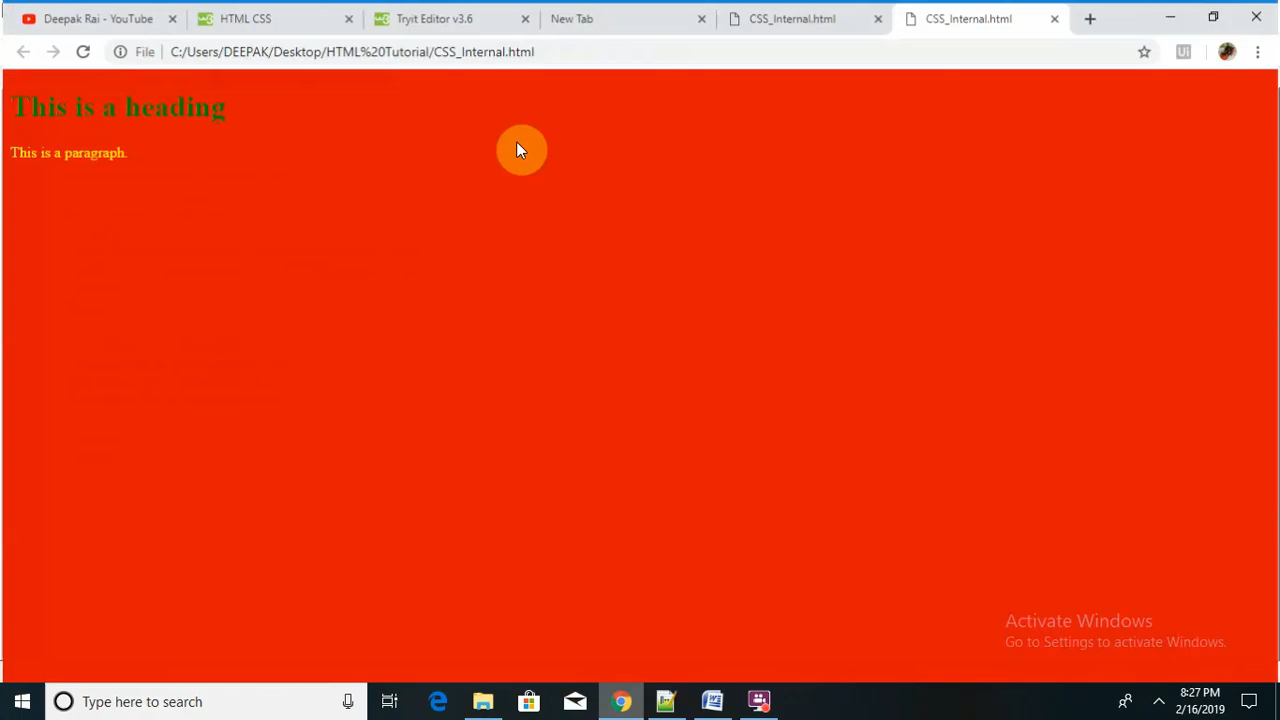 Deepak Rai - YouTube
HTML CSS
Tryit Editor v3.6
New Tab
CSS_Internal.html
CSS_Internal.html
File
C:/Users/DEEPAK/Desktop/HTML%20Tutorial/CSS_Internal.html
This is a heading
This is a paragraph.
Activate Windows
Go to Settings to activate Windows.
Type here to search
8:27 PM
2/16/2019